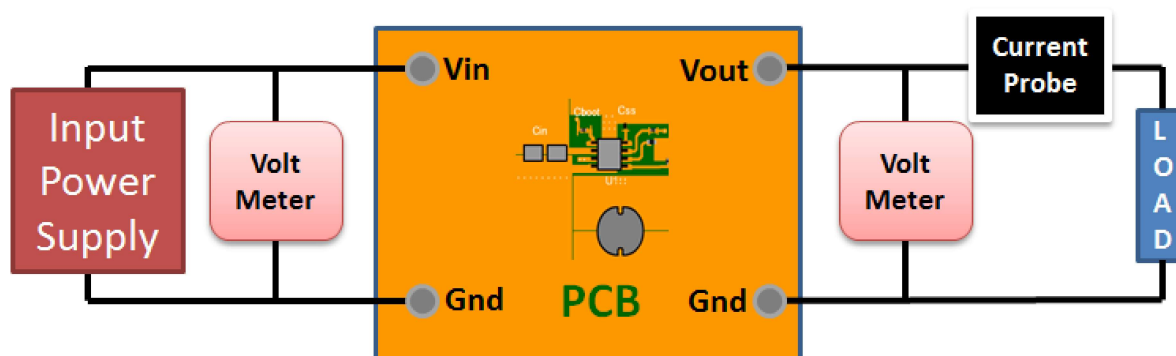 Input
Power
Supply
Volt
Meter
Vin
Gnd
Cin
Cboot
Css
PCB
Vout
Gnd
Volt
Meter
Current
Probe
L
O
A
D